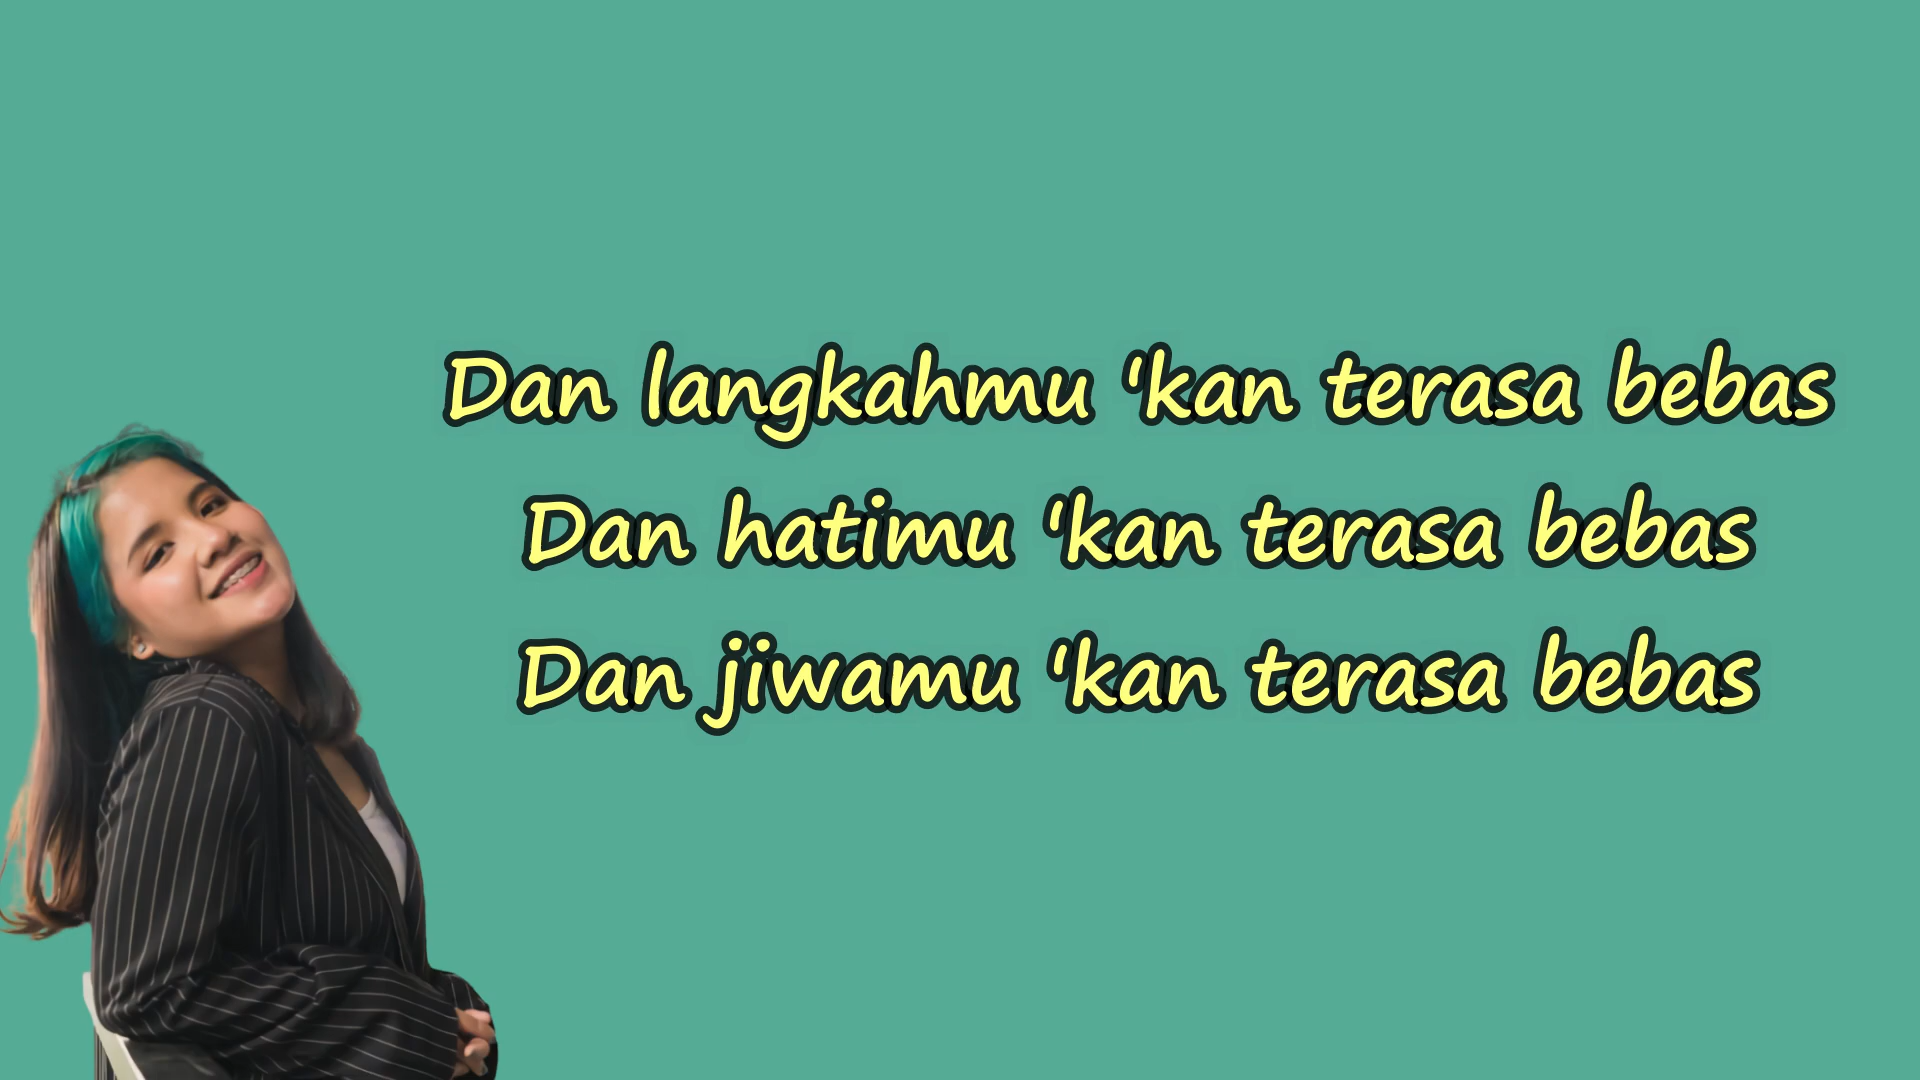 Dan langkahmu ‘kan terasa bebas
Dan hatimu ‘kan terasa bebas
Dan jiwamu ‘kan terasa bebas